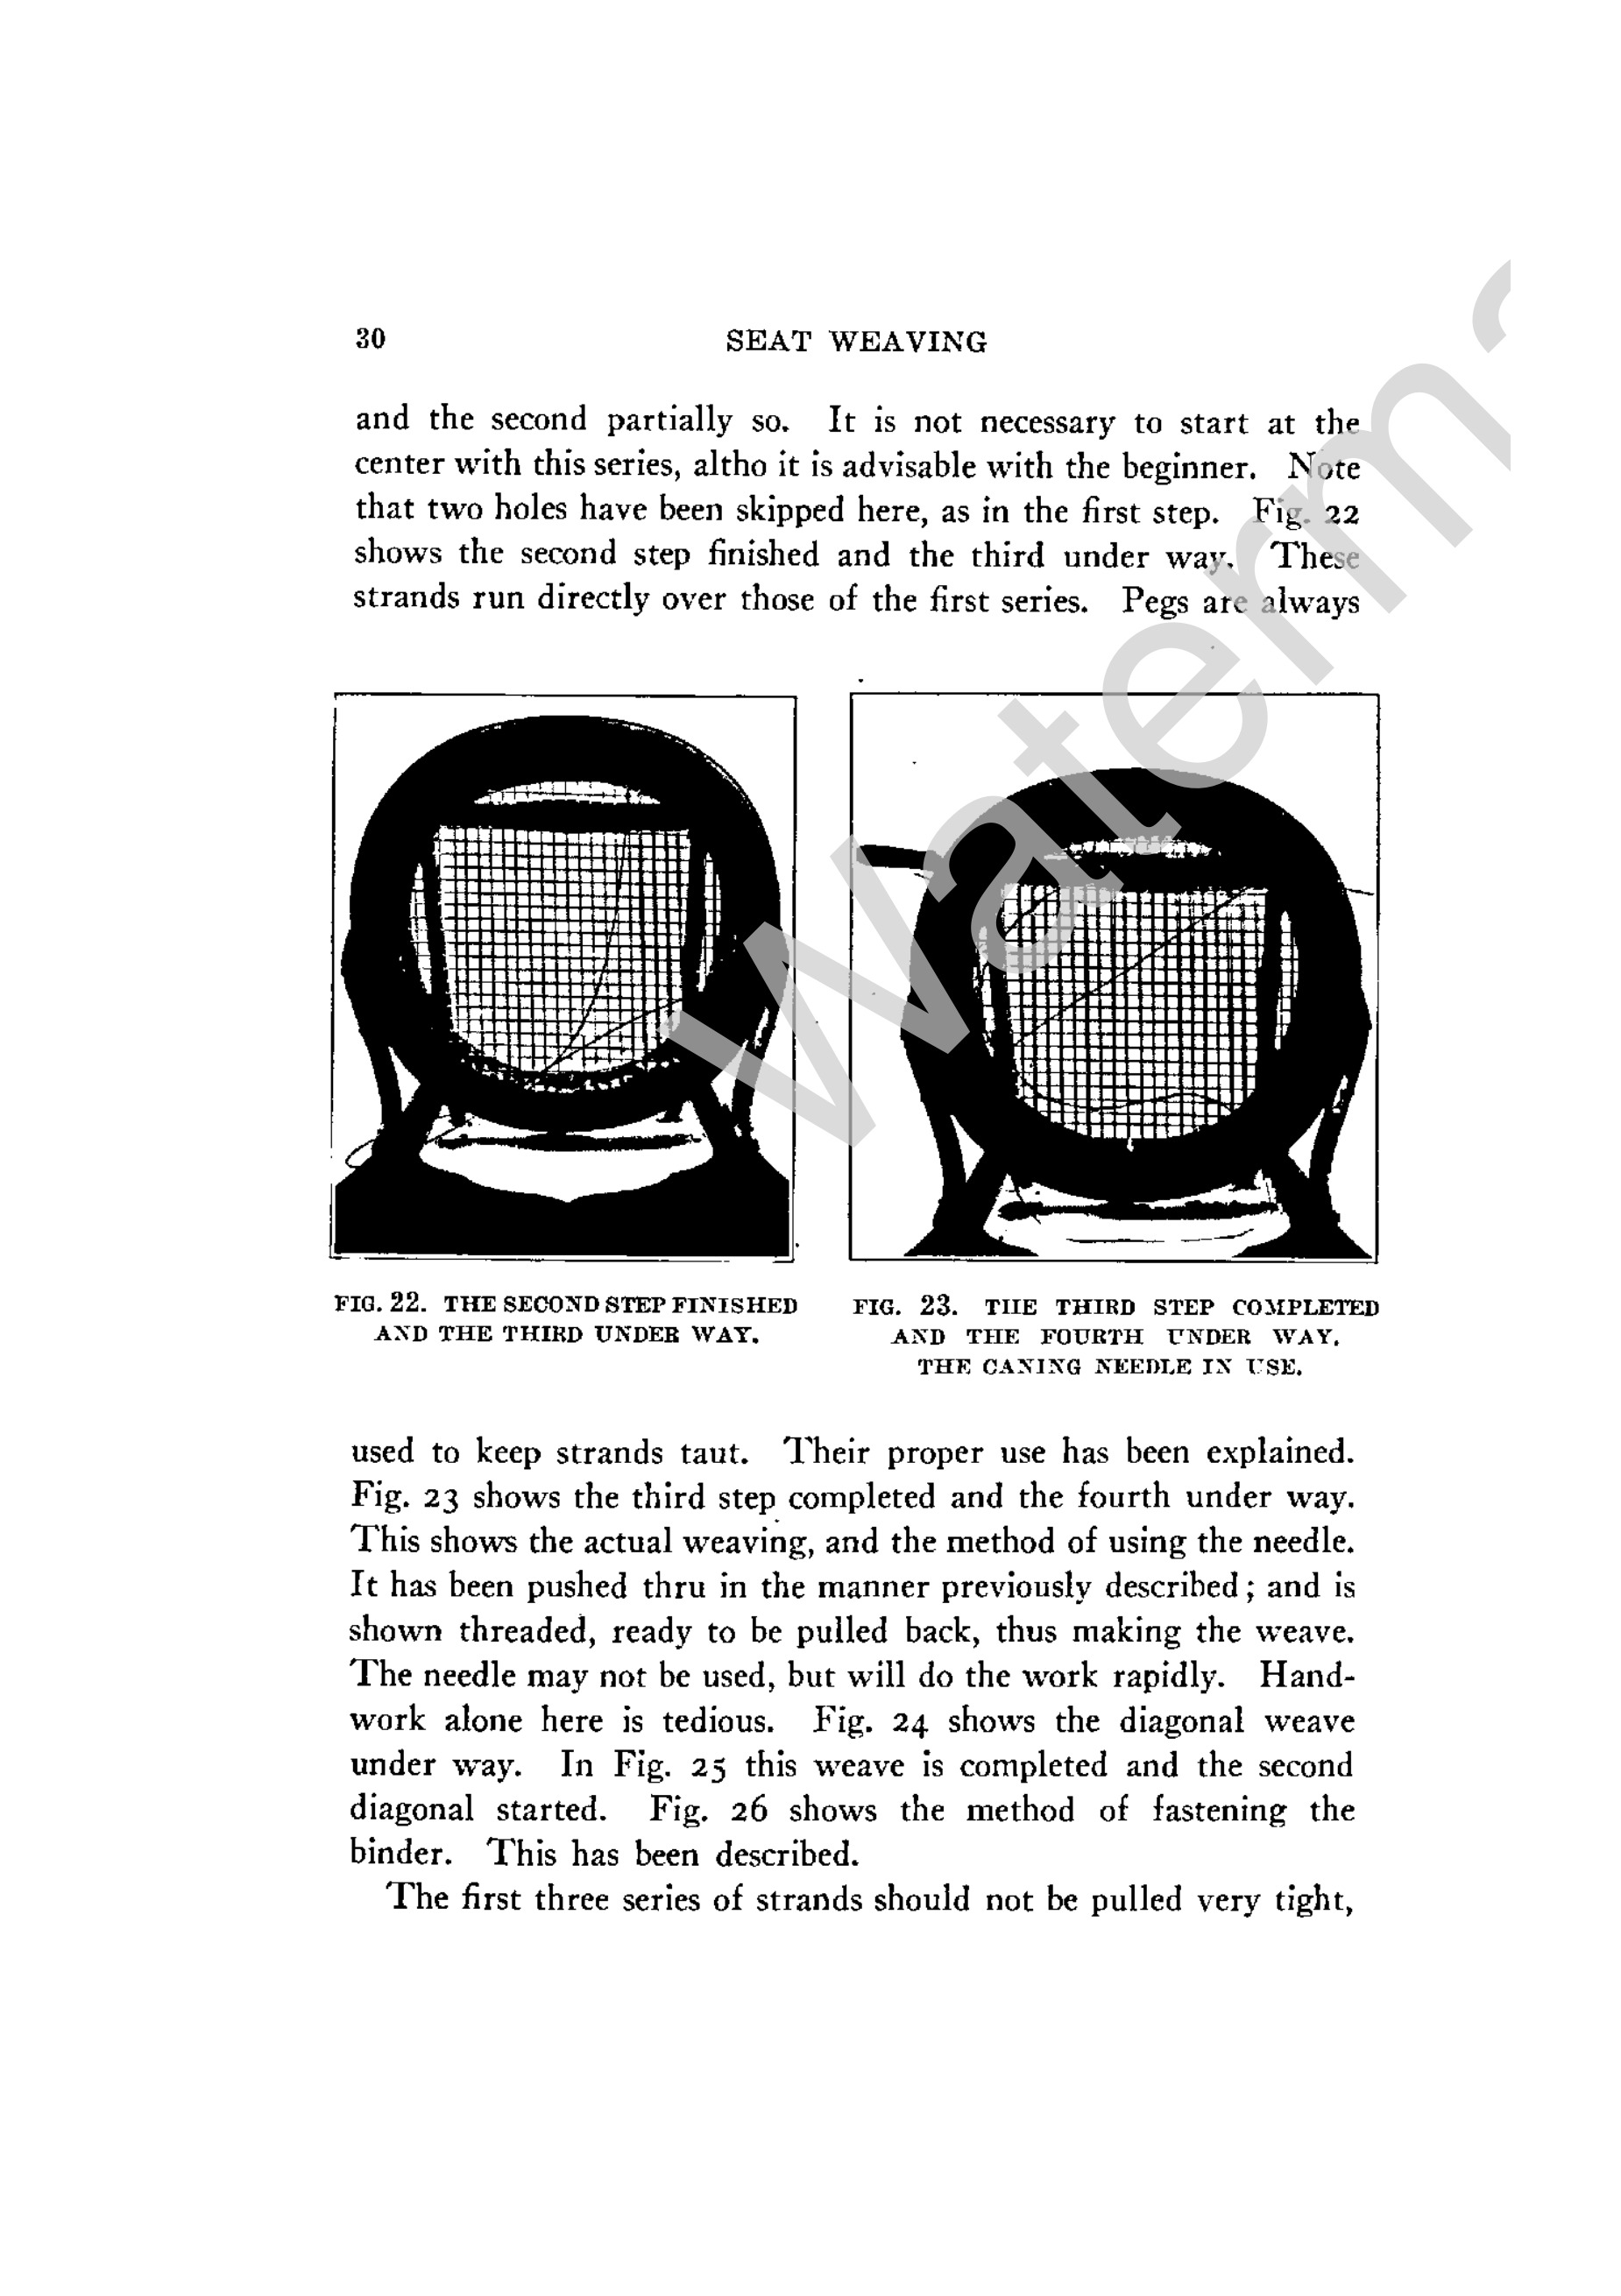 30
SEAT WEAVING
and the second partially so. It is not necessary to start at the
center with this series, altho it is advisable with the beginner. Note
that two holes have been skipped here, as in the first step. Fig. 22
shows the second step finished and the third under way. These
strands run directly over those of the first series. Pegs are always
FIG. 22. THE SECOND STEP FINISHED
AND THE THIRD UNDER WAY.
FIG. 23. THE THIRD STEP COMPLETED
AND THE FOURTH UNDER WAY.
THE CANING NEEDLE IN USE.
used to keep strands taut. Their proper use has been explained.
Fig. 23 shows the third step completed and the fourth under way.
This shows the actual weaving, and the method of using the needle.
It has been pushed thru in the manner previously described; and is
shown threaded, ready to be pulled back, thus making the weave.
The needle may not be used, but will do the work rapidly. Hand-
work alone here is tedious. Fig. 24 shows the diagonal weave
under way. In Fig. 25 this weave is completed and the second
diagonal started. Fig. 26 shows the method of fastening the
binder. This has been described.
The first three series of strands should not be pulled very tight,